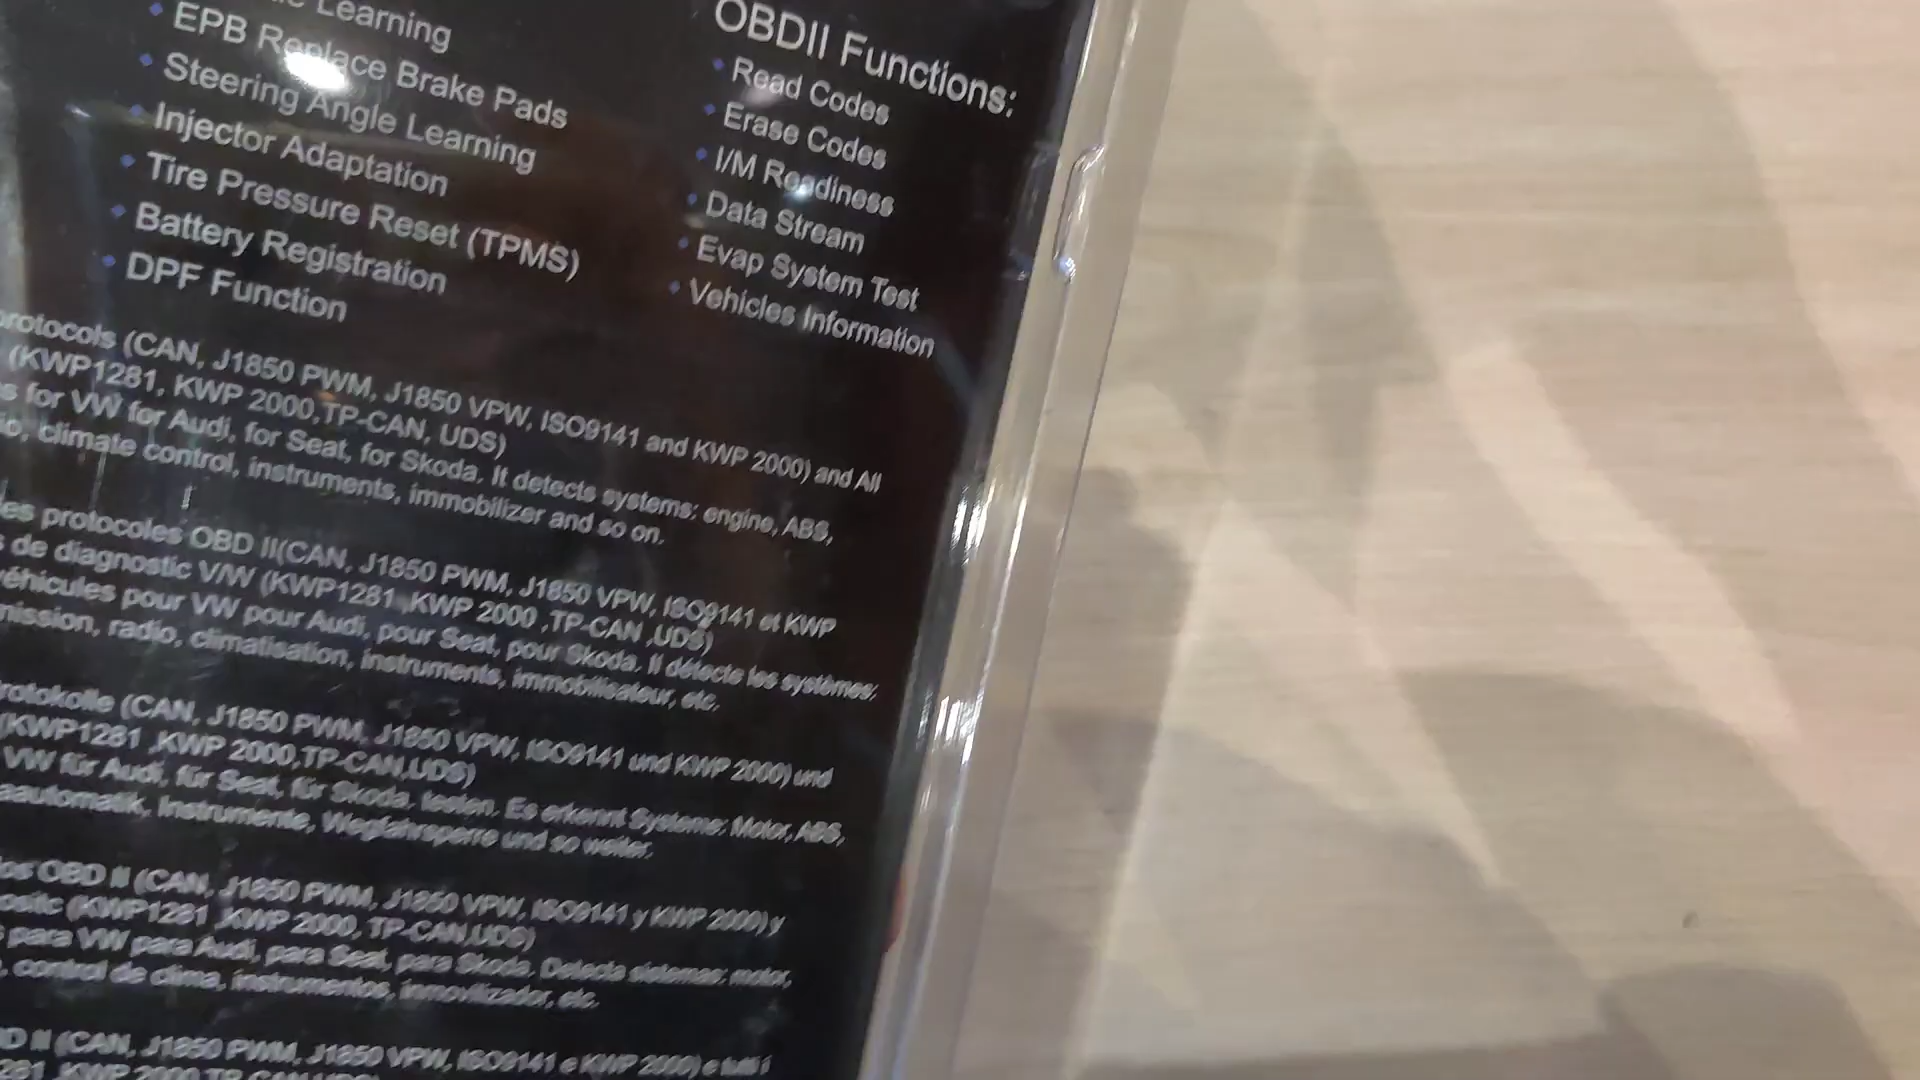 Learning
EPB Replace Brake Pads
Steering Angle Learning
Injector Adaptation
Tire Pressure Reset (TPMS)
Battery Registration
DPF Function
OBDII Functions:
Read Codes
Erase Codes
I/M Readiness
Data Stream
Evap System Test
Vehicles Information
protocols (CAN, J1850 PWM, J1850 VPW, ISO9141 and KWP 2000) and All
(KWP1281, KWP 2000,TP-CAN, UDS)
for VW for Audi, for Seat, for Skoda. It detects systems: engine, ABS,
climate control, instruments, immobilizer and so on.
protocoles OBD II(CAN, J1850 PWM, J1850 VPW, ISO9141 et KWP
de diagnostic V/W (KWP1281 ,KWP 2000 ,TP-CAN ,UDS)
véhicules pour VW pour Audi, pour Seat, pour Skoda. Il détecte les systèmes:
radio, climatisation, instruments, immobilisateur, etc.
(CAN, J1850 PWM, J1850 VPW, ISO9141 und KWP 2000) und
(KWP1281 ,KWP 2000,TP-CAN,UDS)
VW für Audi, für Seat, für Skoda. testen. Es erkennt Systeme: Motor, ABS,
Instrumente, Wegfahrsperre und so weiter.
OBD II (CAN, J1850 PWM, J1850 VPW, ISO9141 y KWP 2000) y
(KWP1281 ,KWP 2000, TP-CAN,UDS)
para VW para Audi, para Seat, para Skoda. Detecta sistemas: motor,
control de clima, instrumentos, inmovilizador, etc.
II (CAN, J1850 PWM, J1850 VPW, ISO9141 e KWP 2000) e tutti i
,KWP 2000